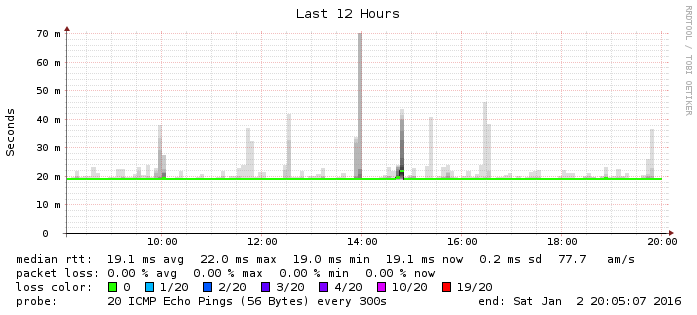 Last 12 Hours
RRDTOOL / TOBI OETIKER
Seconds
70 m
60 m
50 m
40 m
30 m
20 m
10 m
0
10:00 12:00 14:00 16:00 18:00 20:00
median rtt: 19.1 ms avg 22.0 ms max 19.0 ms min 19.1 ms now 0.2 ms sd 77.7 am/s
packet loss: 0.00 % avg 0.00 % max 0.00 % min 0.00 % now
loss color: 0 1/20 2/20 3/20 4/20 10/20 19/20
probe: 20 ICMP Echo Pings (56 Bytes) every 300s end: Sat Jan 2 20:05:07 2016